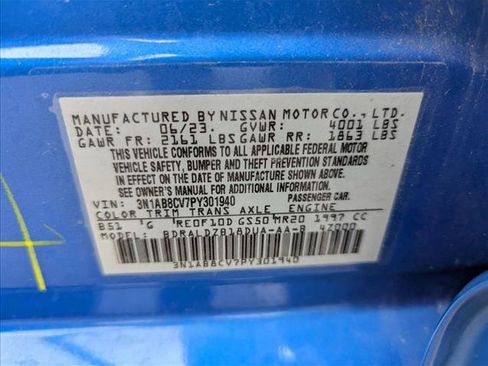 MANUFACTURED BY NISSAN MOTOR CO., LTD.
DATE: 06/23. GVWR: 4001 LBS
GAWR FR: 2161 LBS GAWR RR: 1863 LBS
THIS VEHICLE CONFORMS TO ALL APPLICABLE FEDERAL MOTOR
VEHICLE SAFETY, BUMPER AND THEFT PREVENTION STANDARDS
IN EFFECT ON THE DATE OF MANUFACTURE SHOWN ABOVE.
SEE OWNER'S MANUAL FOR ADDITIONAL INFORMATION.
VIN: 3N1AB8CV7PY301940 PASSENGER CAR.
COLOR TRIM TRANS AXLE ENGINE
B51 G RE0F10D GS50 MR20 1997 CC
BDRALDZB18DUA-AA-B 47000
3N1AB8CV7PY301940